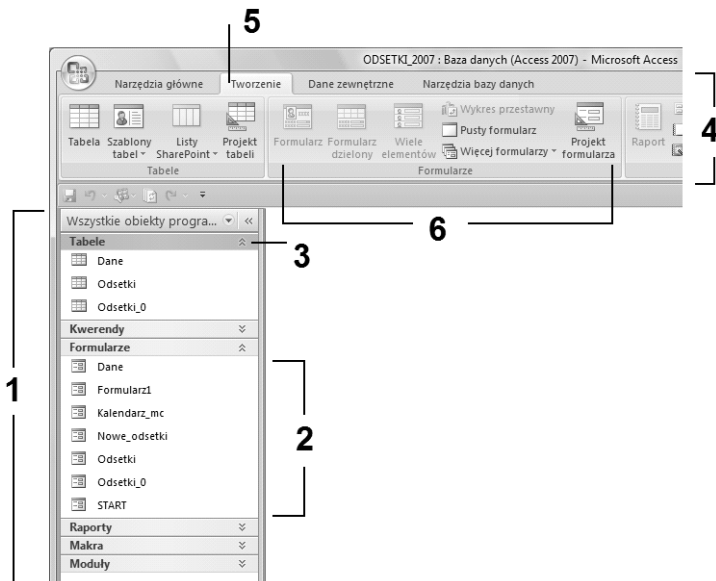 5
ODSETKI_2007 : Baza danych (Access 2007) - Microsoft Access
Narzędzia główne Tworzenie Dane zewnętrzne Narzędzia bazy danych
4
Tabela Szablony tabel Listy SharePoint Projekt tabeli
Tabele
Formularz Formularz dzielony Wiele elementów
Wykres przestawny
Pusty formularz
Więcej formularzy
Projekt formularza
Formularze
Raport
6
1
Wszystkie obiekty progra...
Tabele
3
Dane
Odsetki
Odsetki_0
Kwerendy
Formularze
2
Dane
Formularz1
Kalendarz_mc
Nowe_odsetki
Odsetki
Odsetki_0
START
Raporty
Makra
Moduły